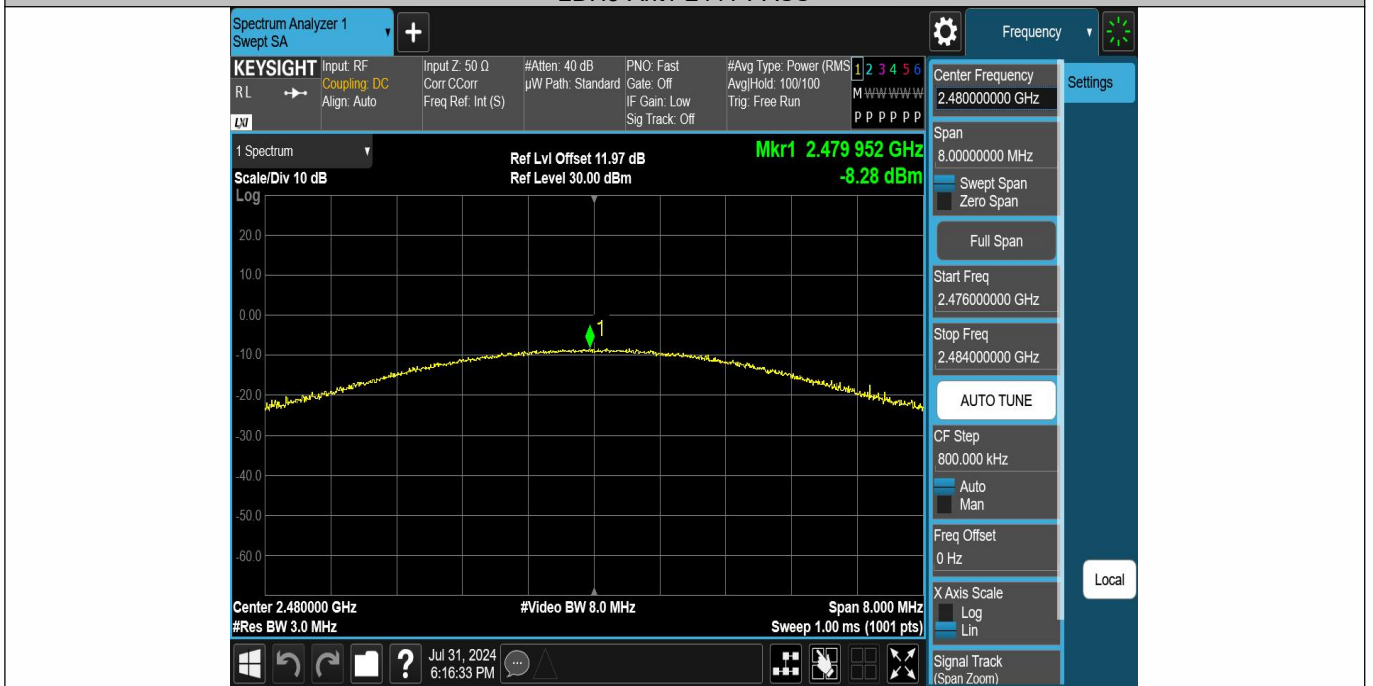 Spectrum Analyzer 1
Swept SA
+
Frequency
KEYSIGHT
RL
LXI
Input: RF
Coupling: DC
Align: Auto
Input Z: 50 Ω
Corr CCorr
Freq Ref: Int (S)
#Atten: 40 dB
µW Path: Standard
PNO: Fast
Gate: Off
IF Gain: Low
Sig Track: Off
#Avg Type: Power (RMS
Avg|Hold: 100/100
Trig: Free Run
1 2 3 4 5 6
M W W W W W
P P P P P P
1 Spectrum
Scale/Div 10 dB
Log
Ref Lvl Offset 11.97 dB
Ref Level 30.00 dBm
Mkr1 2.479 952 GHz
-8.28 dBm
20.0
10.0
0.00
-10.0
-20.0
-30.0
-40.0
-50.0
-60.0
1
Center 2.480000 GHz
#Res BW 3.0 MHz
#Video BW 8.0 MHz
Span 8.000 MHz
Sweep 1.00 ms (1001 pts)
Center Frequency
2.480000000 GHz
Settings
Span
8.00000000 MHz
Swept Span
Zero Span
Full Span
Start Freq
2.476000000 GHz
Stop Freq
2.484000000 GHz
AUTO TUNE
CF Step
800.000 kHz
Auto
Man
Freq Offset
0 Hz
Local
X Axis Scale
Log
Lin
Signal Track
(Span Zoom)
?
Jul 31, 2024
6:16:33 PM